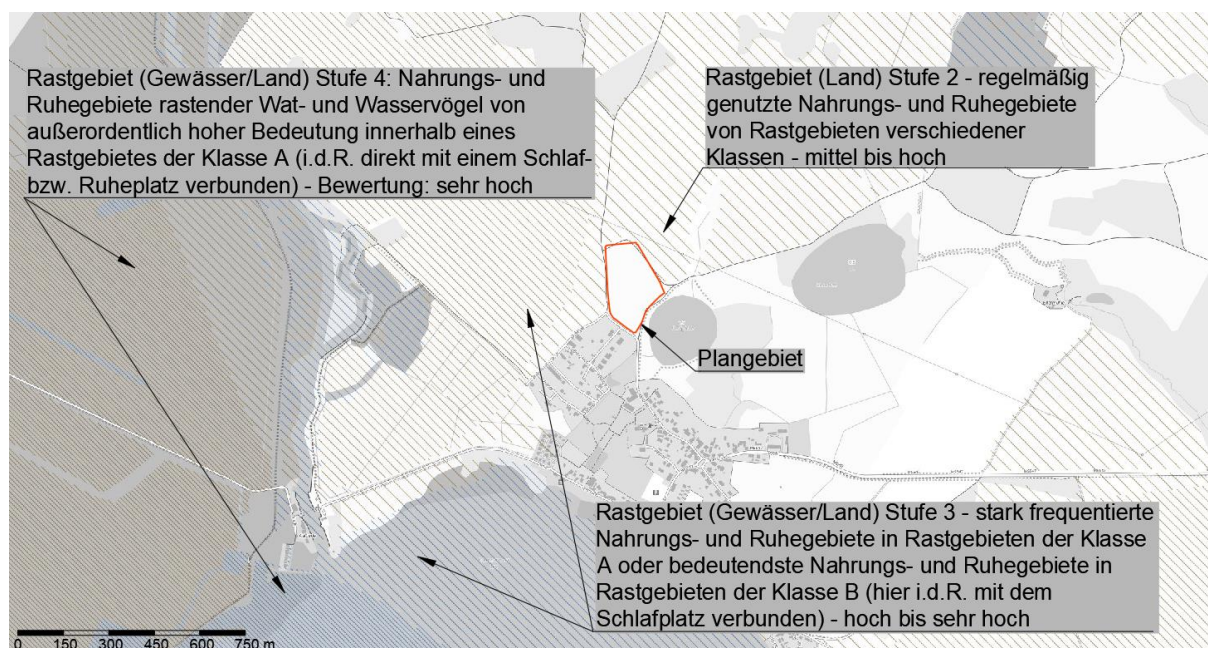 Rastgebiet (Gewässer/Land) Stufe 4: Nahrungs- und
Ruhegebiete rastender Wat- und Wasservögel von
außerordentlich hoher Bedeutung innerhalb eines
Rastgebietes der Klasse A (i.d.R. direkt mit einem Schlaf-
bzw. Ruheplatz verbunden) - Bewertung: sehr hoch
Rastgebiet (Land) Stufe 2 - regelmäßig
genutzte Nahrungs- und Ruhegebiete
von Rastgebieten verschiedener
Klassen - mittel bis hoch
Plangebiet
Rastgebiet (Gewässer/Land) Stufe 3 - stark frequentierte
Nahrungs- und Ruhegebiete in Rastgebieten der Klasse
A oder bedeutendste Nahrungs- und Ruhegebiete in
Rastgebieten der Klasse B (hier i.d.R. mit dem
Schlafplatz verbunden) - hoch bis sehr hoch
0 150 300 450 600 750 m